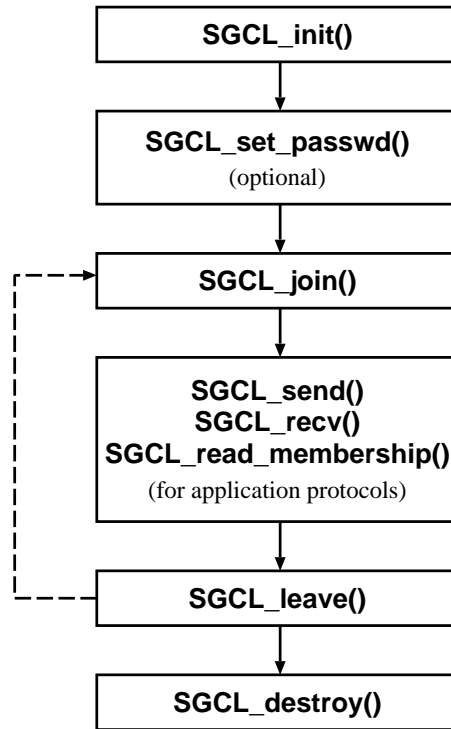 SGCL_init()
SGCL_set_passwd()
(optional)
SGCL_join()
SGCL_send()
SGCL_recv()
SGCL_read_membership()
(for application protocols)
SGCL_leave()
SGCL_destroy()